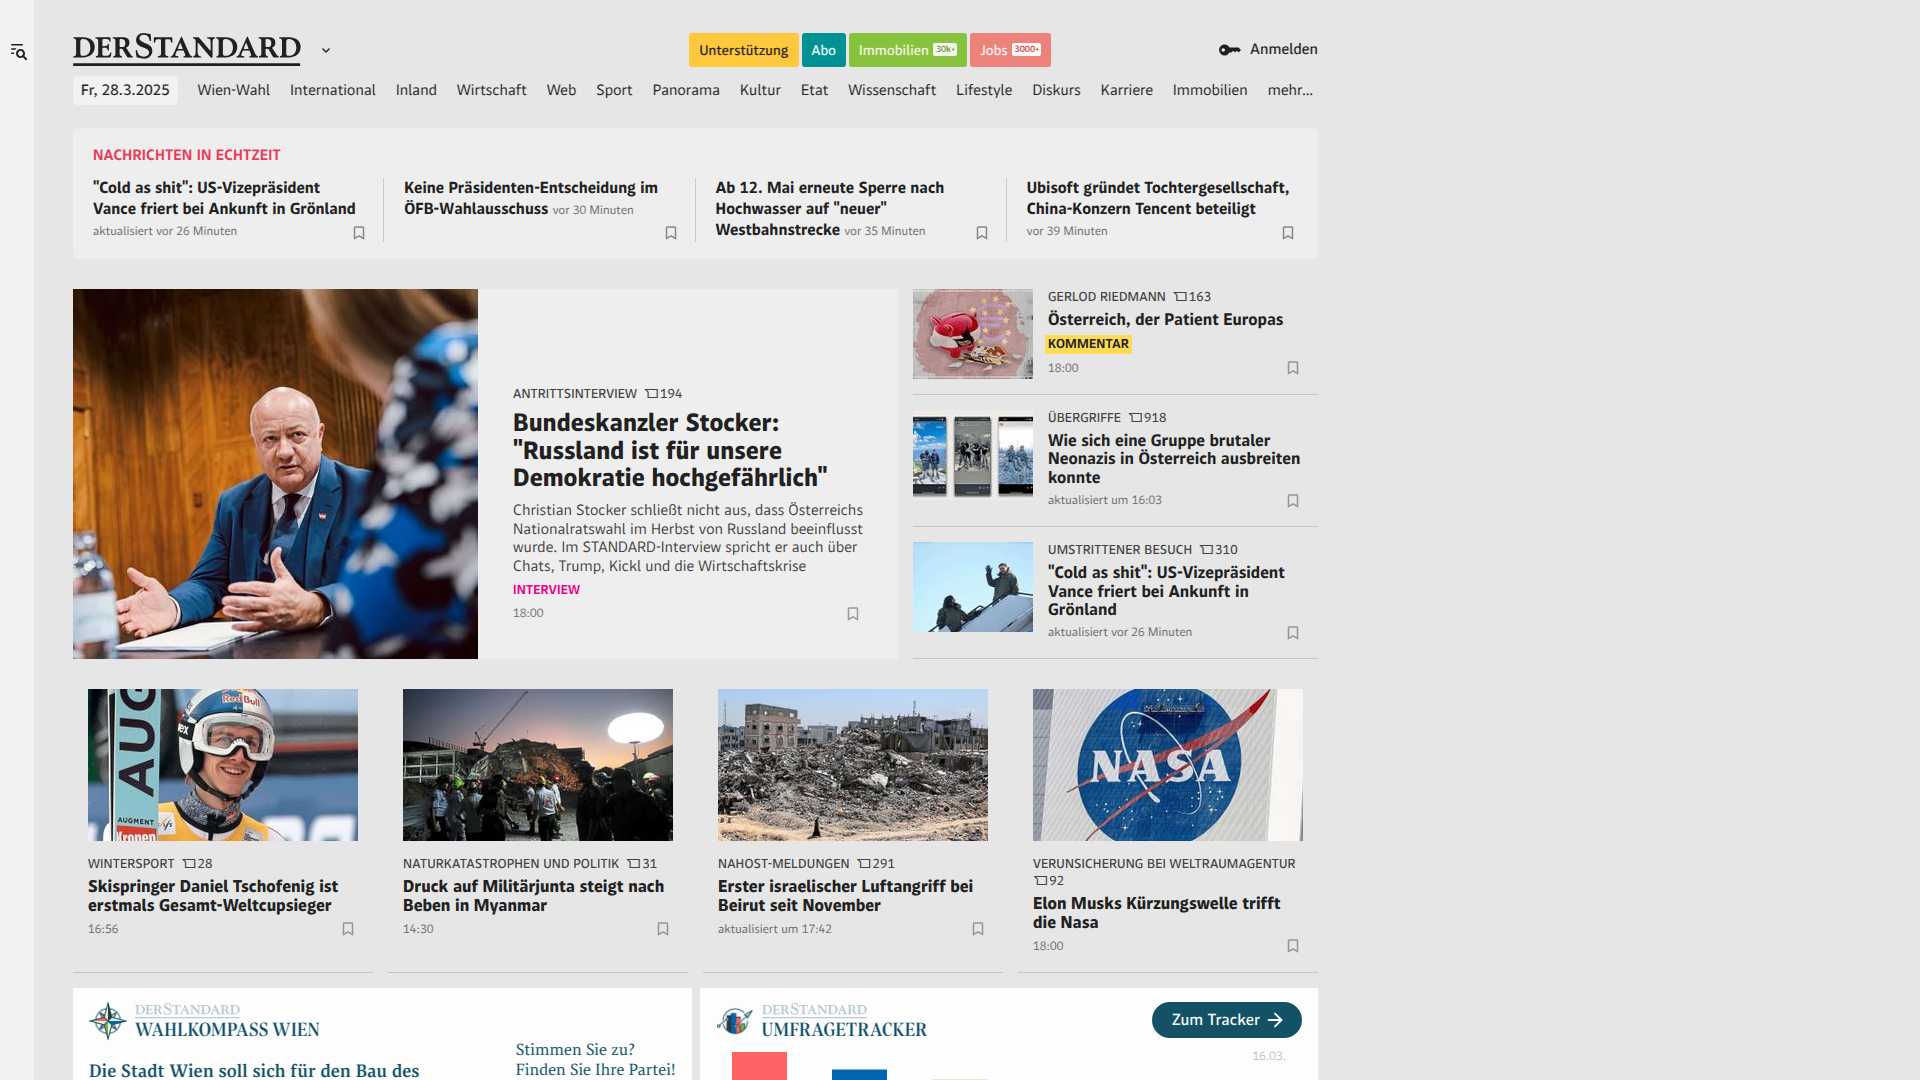 DERSTANDARD
Unterstützung
Abo
Immobilien 30k+
Jobs 3000+
Anmelden
Fr, 28.3.2025
Wien-Wahl
International
Inland
Wirtschaft
Web
Sport
Panorama
Kultur
Etat
Wissenschaft
Lifestyle
Diskurs
Karriere
Immobilien
mehr...
NACHRICHTEN IN ECHTZEIT
"Cold as shit": US-Vizepräsident
Vance friert bei Ankunft in Grönland
aktualisiert vor 26 Minuten
Keine Präsidenten-Entscheidung im
ÖFB-Wahlausschuss vor 30 Minuten
Ab 12. Mai erneute Sperre nach
Hochwasser auf "neuer"
Westbahnstrecke vor 35 Minuten
Ubisoft gründet Tochtergesellschaft,
China-Konzern Tencent beteiligt
vor 39 Minuten
ANTRITTSINTERVIEW 194
Bundeskanzler Stocker:
"Russland ist für unsere
Demokratie hochgefährlich"
Christian Stocker schließt nicht aus, dass Österreichs
Nationalratswahl im Herbst von Russland beeinflusst
wurde. Im STANDARD-Interview spricht er auch über
Chats, Trump, Kickl und die Wirtschaftskrise
INTERVIEW
18:00
GERLOD RIEDMANN 163
Österreich, der Patient Europas
KOMMENTAR
18:00
ÜBERGRIFFE 918
Wie sich eine Gruppe brutaler
Neonazis in Österreich ausbreiten
konnte
aktualisiert um 16:03
UMSTRITTENER BESUCH 310
"Cold as shit": US-Vizepräsident
Vance friert bei Ankunft in
Grönland
aktualisiert vor 26 Minuten
AUG
Red Bull
AUGMENT
Kronen
WINTERSPORT 28
Skispringer Daniel Tschofenig ist
erstmals Gesamt-Weltcupsieger
16:56
NATURKATASTROPHEN UND POLITIK 31
Druck auf Militärjunta steigt nach
Beben in Myanmar
14:30
NAHOST-MELDUNGEN 291
Erster israelischer Luftangriff bei
Beirut seit November
aktualisiert um 17:42
NASA
VERUNSICHERUNG BEI WELTRAUMAGENTUR
92
Elon Musks Kürzungswelle trifft
die Nasa
18:00
DERSTANDARD
WAHLKOMPASS WIEN
Stimmen Sie zu?
Finden Sie Ihre Partei!
Die Stadt Wien soll sich für den Bau des
DERSTANDARD
UMFRAGETRACKER
Zum Tracker
16.03.